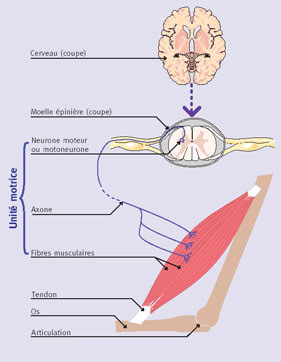 Cerveau (coupe)
Moelle épinière (coupe)
Neurone moteur
ou motoneurone
Unité motrice
Axone
Fibres musculaires
Tendon
Os
Articulation